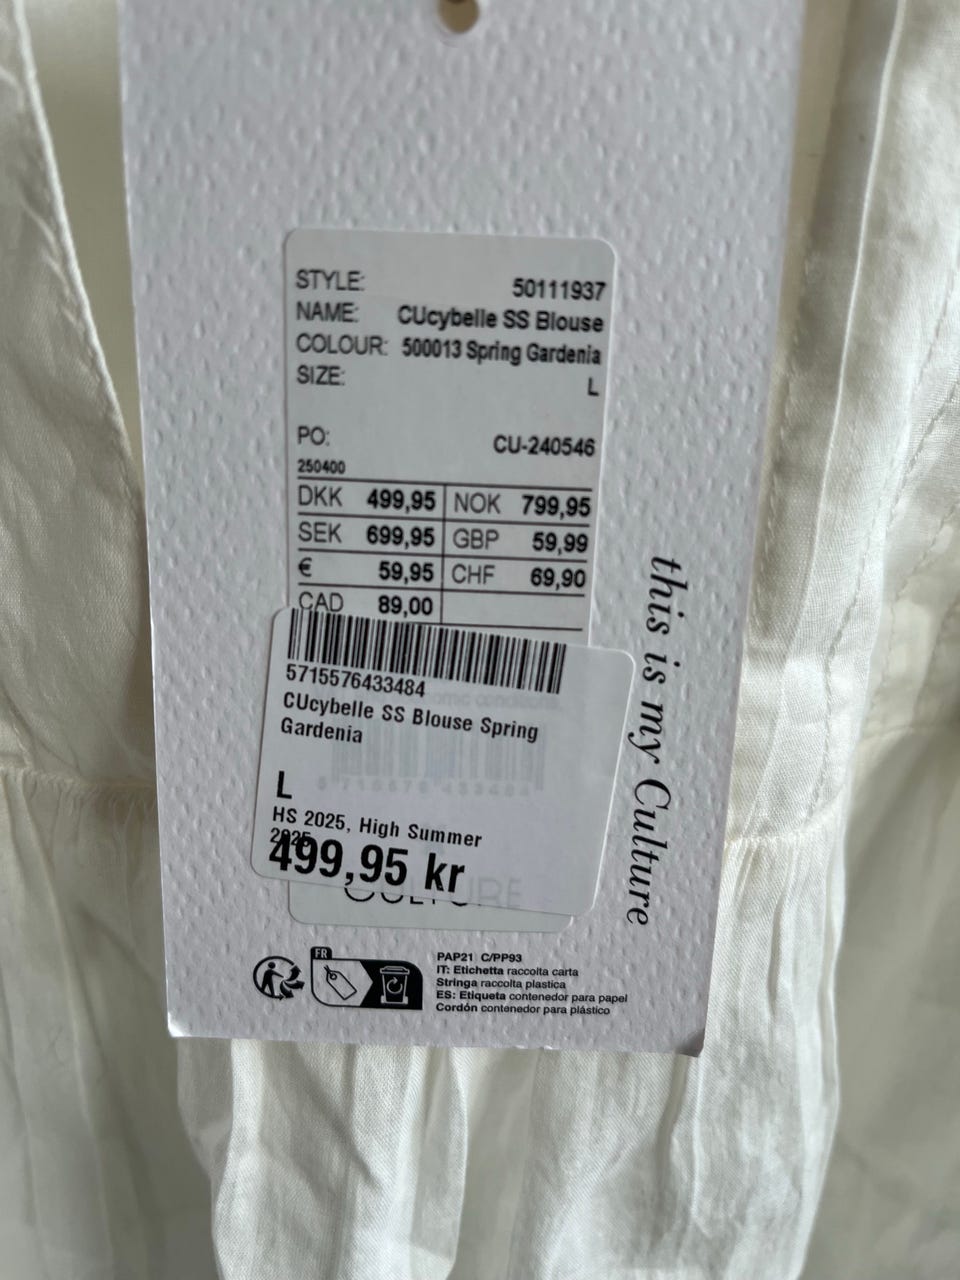 STYLE: 50111937
NAME: CUcybelle SS Blouse
COLOUR: 500013 Spring Gardenia
SIZE: L
PO: CU-240546
250400
DKK 499,95 NOK 799,95
SEK 699,95 GBP 59,99
€ 59,95 CHF 69,90
CAD 89,00
5715576433484
CUcybelle SS Blouse Spring
Gardenia
L
HS 2025, High Summer
2025
499,95 kr
CULTURE
this is my Culture
FR
PAP21 C/PP93
IT: Etichetta raccolta carta
Stringa raccolta plastica
ES: Etiqueta contenedor para papel
Cordón contenedor para plástico